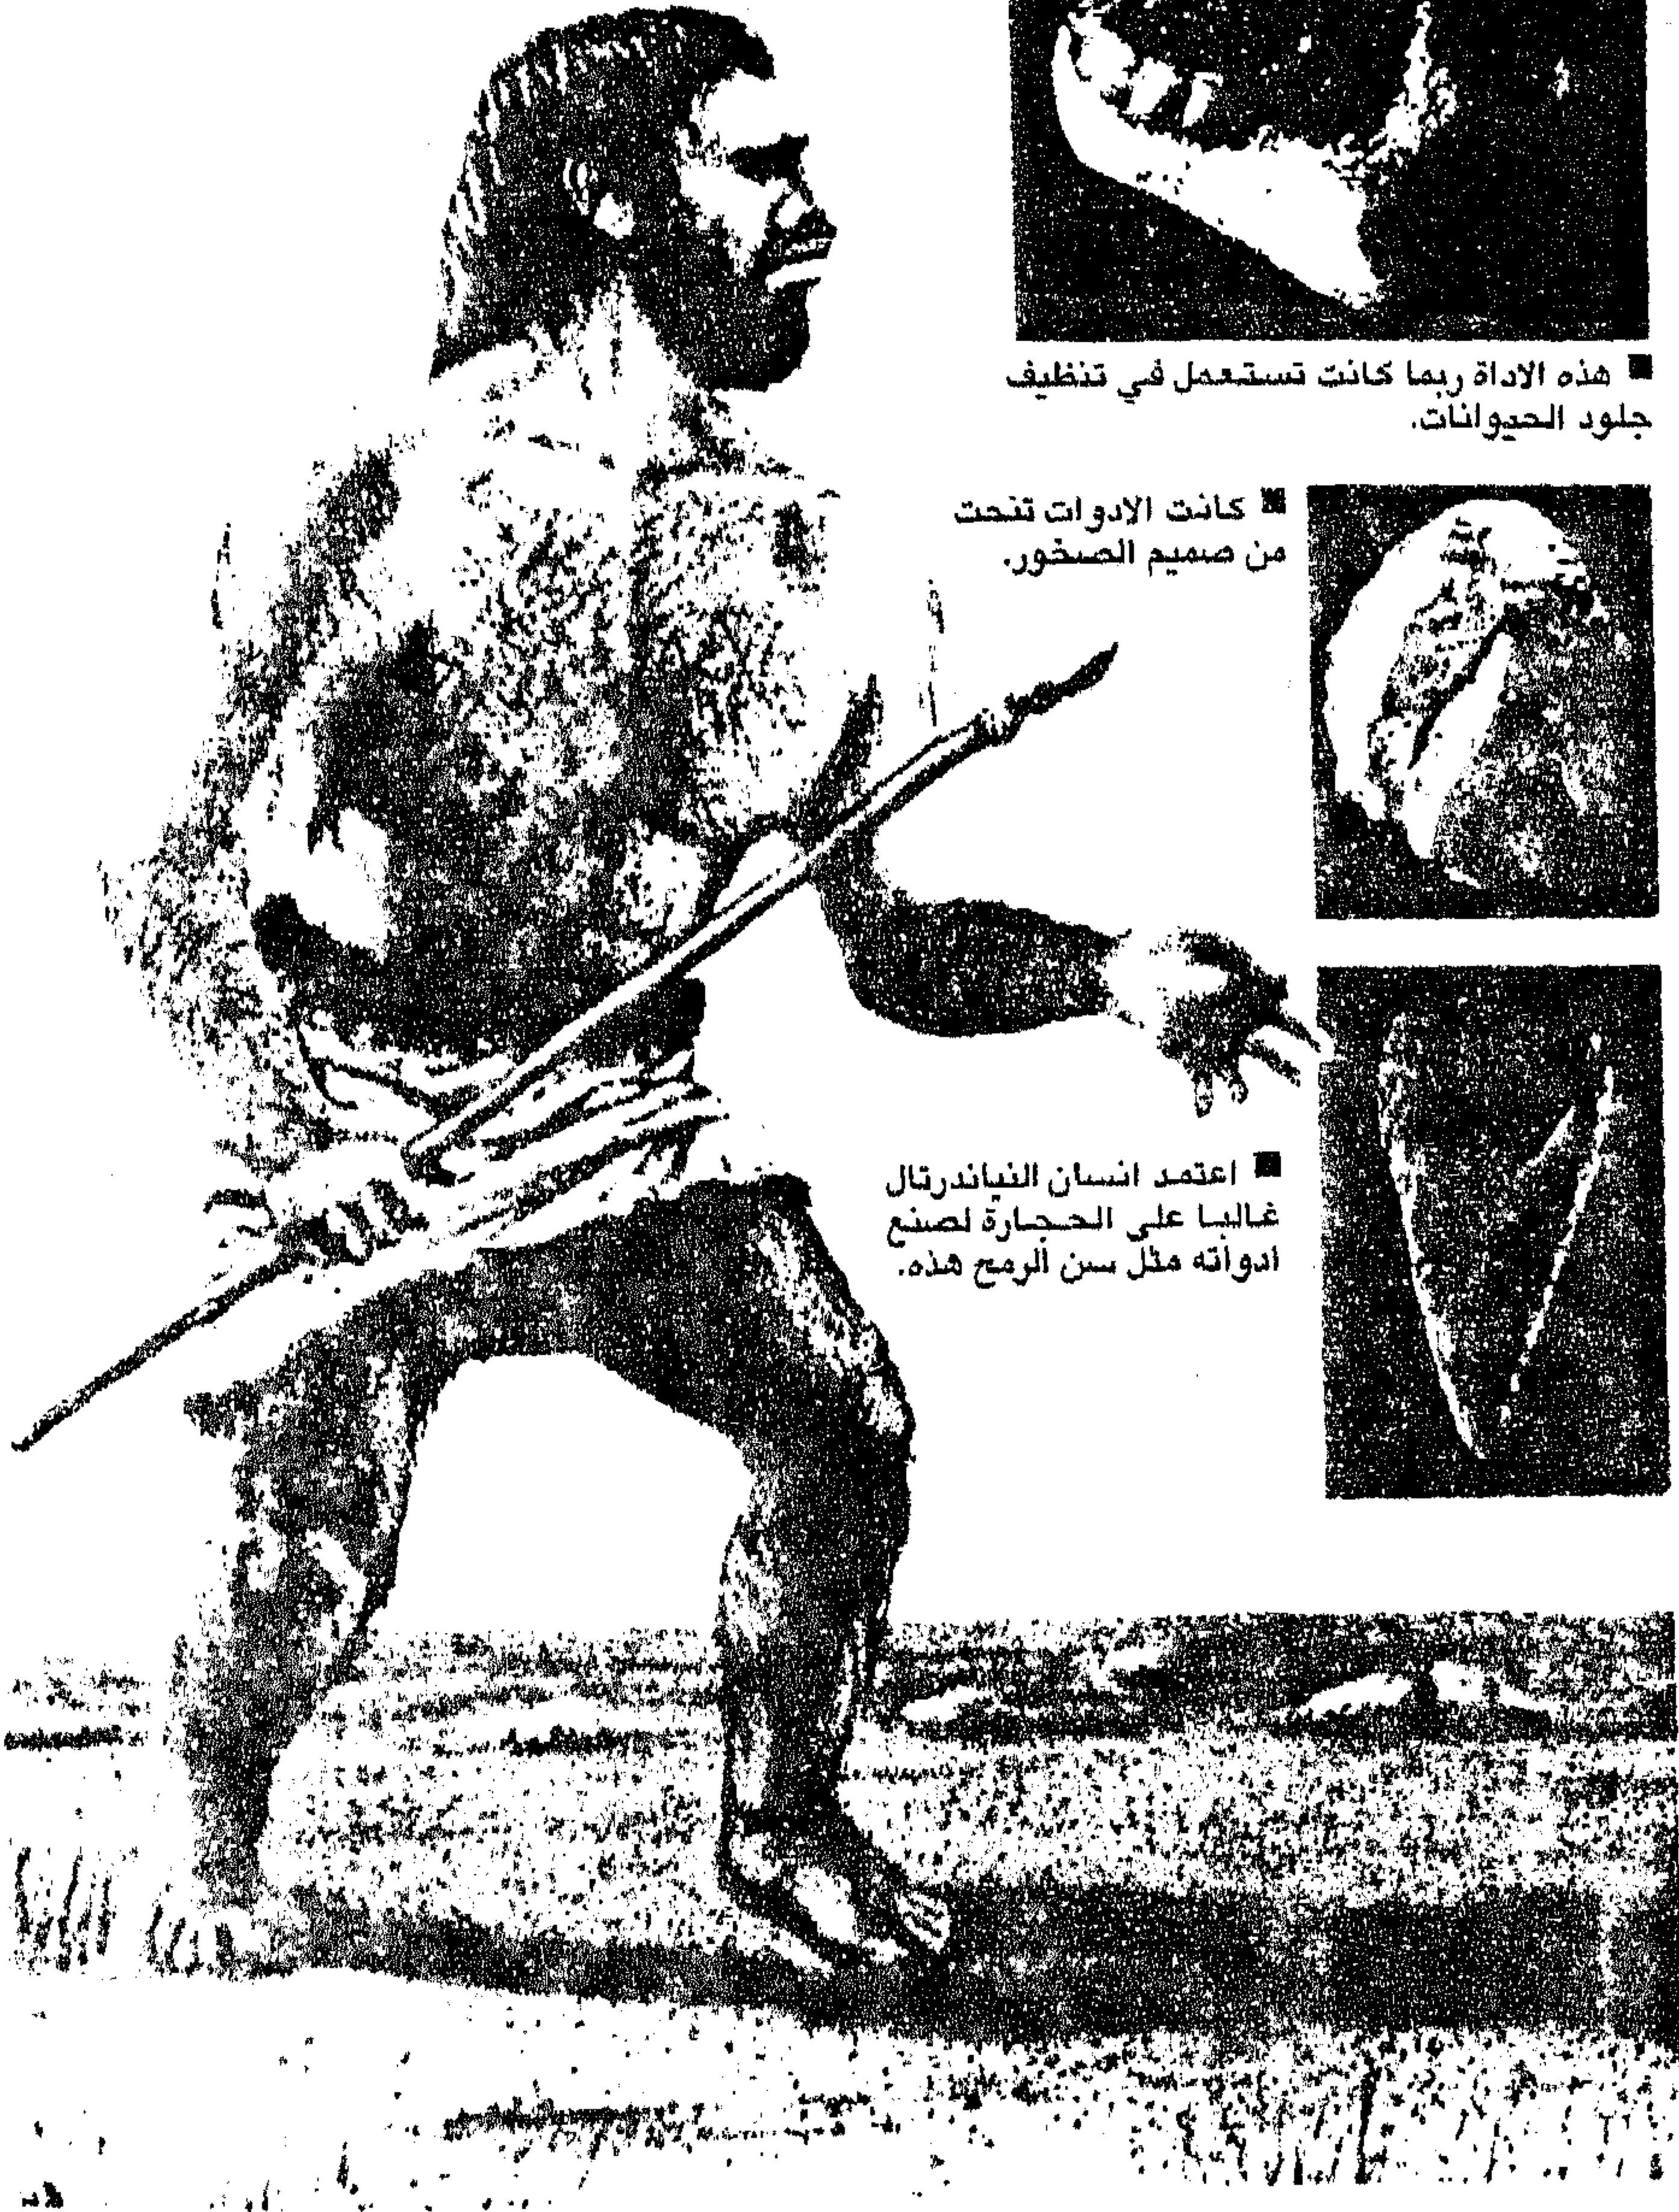 ■ هذه الاداة ربما كانت تستعمل في تنظيف
جلود الحيوانات.
■ كانت الادوات تنحت
من صميم الصخور.
■ اعتمد انسان النياندرتال
غالبا على الحجارة لصنع
ادواته مثل سن الرمح هذه.